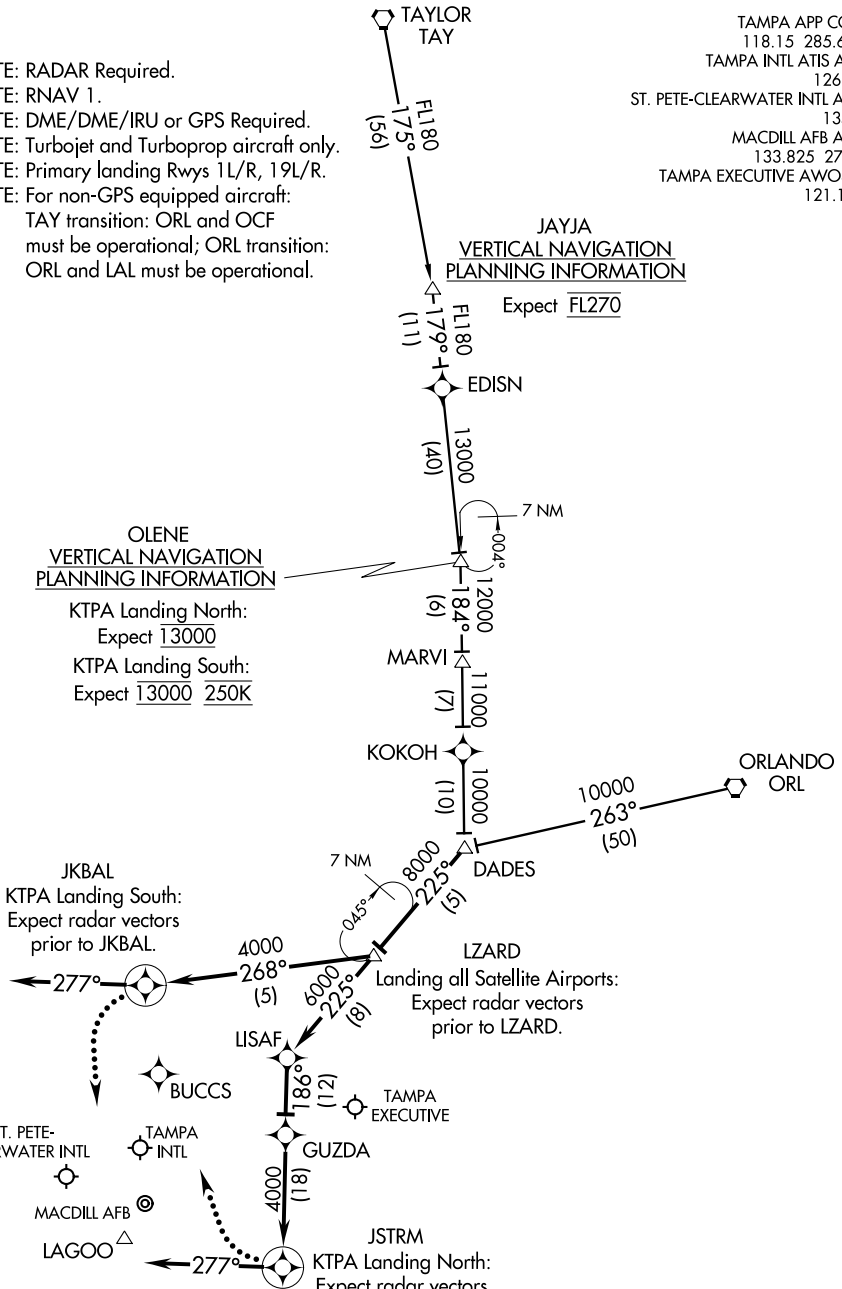 TAYLOR
TAY
TE: RADAR Required.
TE: RNAV 1.
TE: DME/DME/IRU or GPS Required.
TE: Turbojet and Turboprop aircraft only.
TE: Primary landing Rwys 1L/R, 19L/R.
TE: For non-GPS equipped aircraft:
TAY transition: ORL and OCF
must be operational; ORL transition:
ORL and LAL must be operational.
TAMPA APP CO
118.15 285.6
TAMPA INTL ATIS A
126
ST. PETE-CLEARWATER INTL A
13
MACDILL AFB A
133.825 27
TAMPA EXECUTIVE AWO
121.1
FL180
175°
(56)
JAYJA
VERTICAL NAVIGATION
PLANNING INFORMATION
Expect FL270
FL180
179°
(11)
EDISN
13000
(40)
7 NM
004°
OLENE
VERTICAL NAVIGATION
PLANNING INFORMATION
KTPA Landing North:
Expect 13000
KTPA Landing South:
Expect 13000 250K
12000
184°
(6)
MARVI
11000
(7)
KOKOH
10000
(10)
ORLANDO
ORL
10000
263°
(50)
DADES
8000
225°
(5)
7 NM
045°
JKBAL
KTPA Landing South:
Expect radar vectors
prior to JKBAL.
4000
268°
(5)
277°
LZARD
Landing all Satellite Airports:
Expect radar vectors
prior to LZARD.
6000
225°
(8)
LISAF
186°
(12)
BUCCS
TAMPA
EXECUTIVE
GUZDA
T. PETE-
RWATER INTL
TAMPA
INTL
4000
(18)
MACDILL AFB
LAGOO
277°
JSTRM
KTPA Landing North:
Expect radar vectors